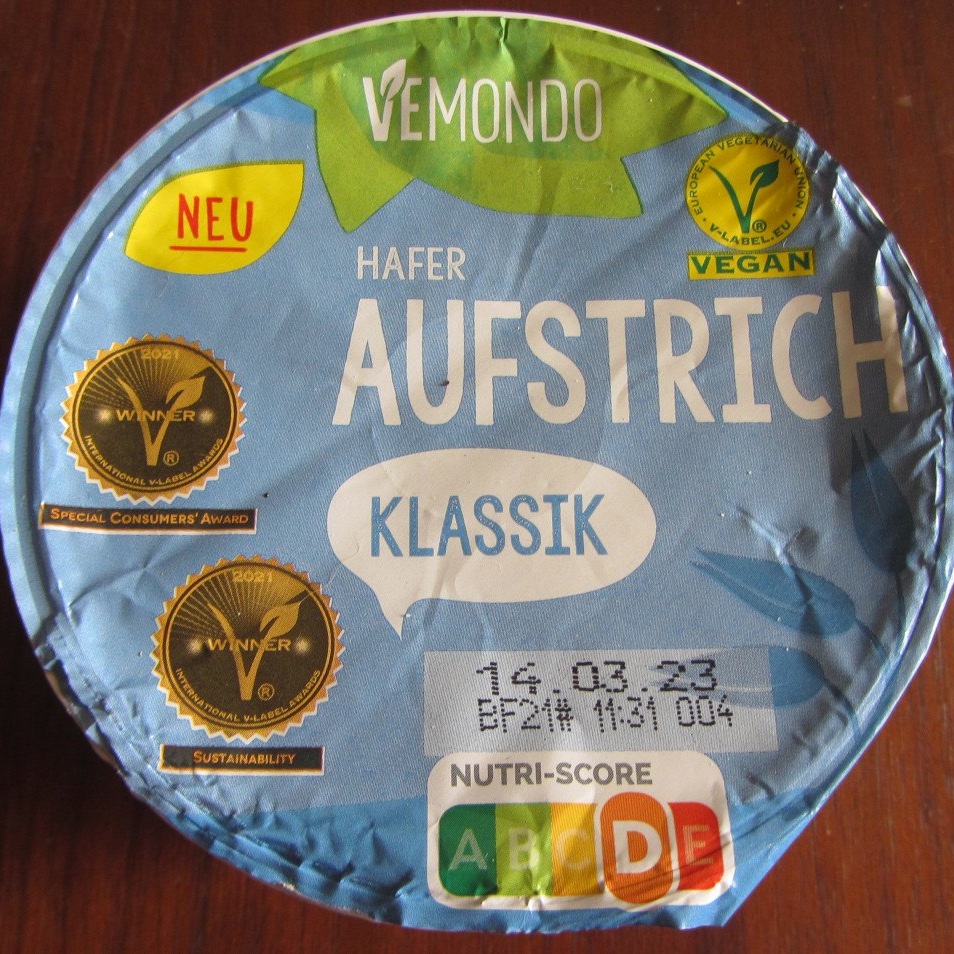 VEMONDO
NEU
EUROPEAN VEGETARIAN UNION
V-LABEL.EU
VEGAN
HAFER
AUFSTRICH
KLASSIK
2021
WINNER
INTERNATIONAL V-LABEL AWARDS
SPECIAL CONSUMERS' AWARD
2021
WINNER
INTERNATIONAL V-LABEL AWARDS
SUSTAINABILITY
14.03.23
BF21# 11:31 004
NUTRI-SCORE
A B C D E